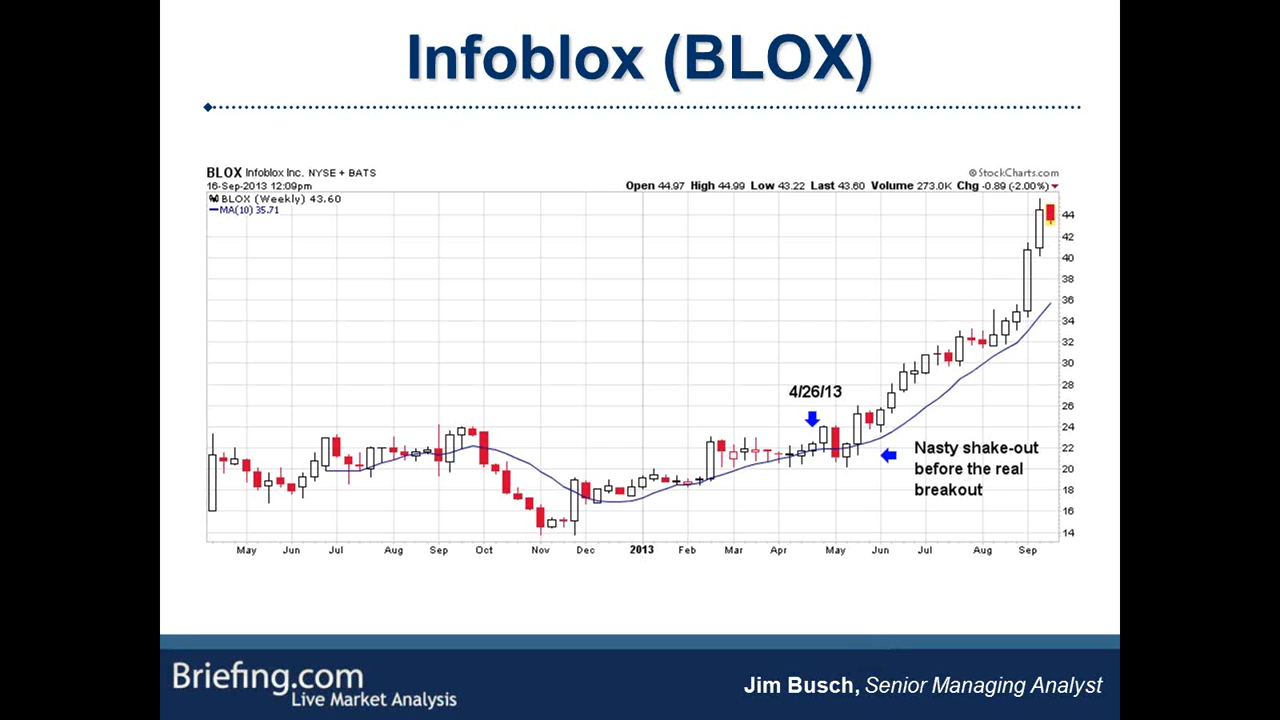 Infoblox (BLOX)
BLOX Infoblox Inc. NYSE + BATS
© StockCharts.com
16-Sep-2013 12:09pm
Open 44.97 High 44.99 Low 43.22 Last 43.60 Volume 273.0K Chg -0.89 (-2.00%)
BLOX (Weekly) 43.60
MA(10) 35.71
44
42
40
38
36
34
32
30
28
26
24
22
20
18
16
14
4/26/13
Nasty shake-out
before the real
breakout
May Jun Jul Aug Sep Oct Nov Dec 2013 Feb Mar Apr May Jun Jul Aug Sep
Briefing.com
Live Market Analysis
Jim Busch, Senior Managing Analyst